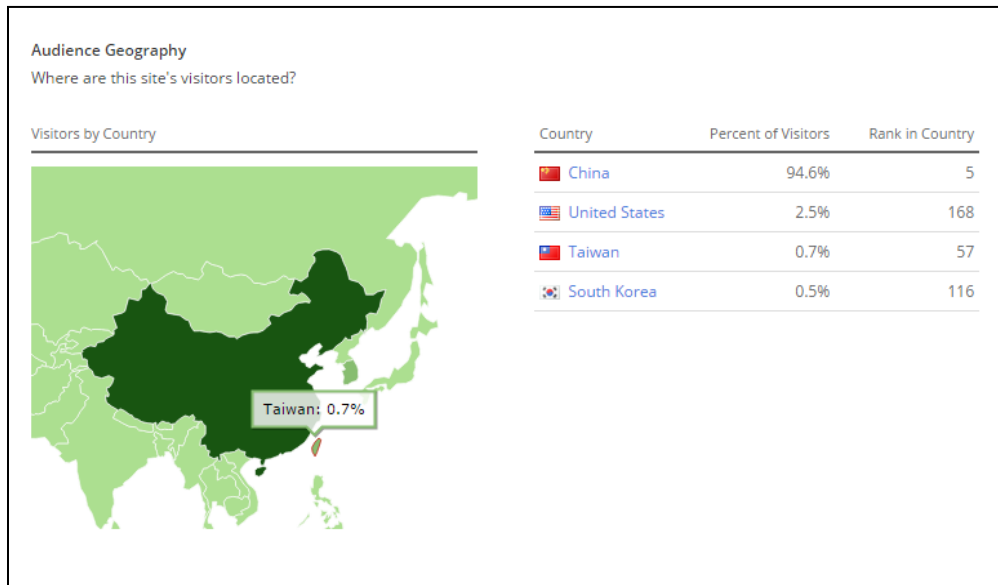 Audience Geography
Where are this site's visitors located?
Visitors by Country
Taiwan: 0.7%
Country Percent of Visitors Rank in Country
China 94.6% 5
United States 2.5% 168
Taiwan 0.7% 57
South Korea 0.5% 116